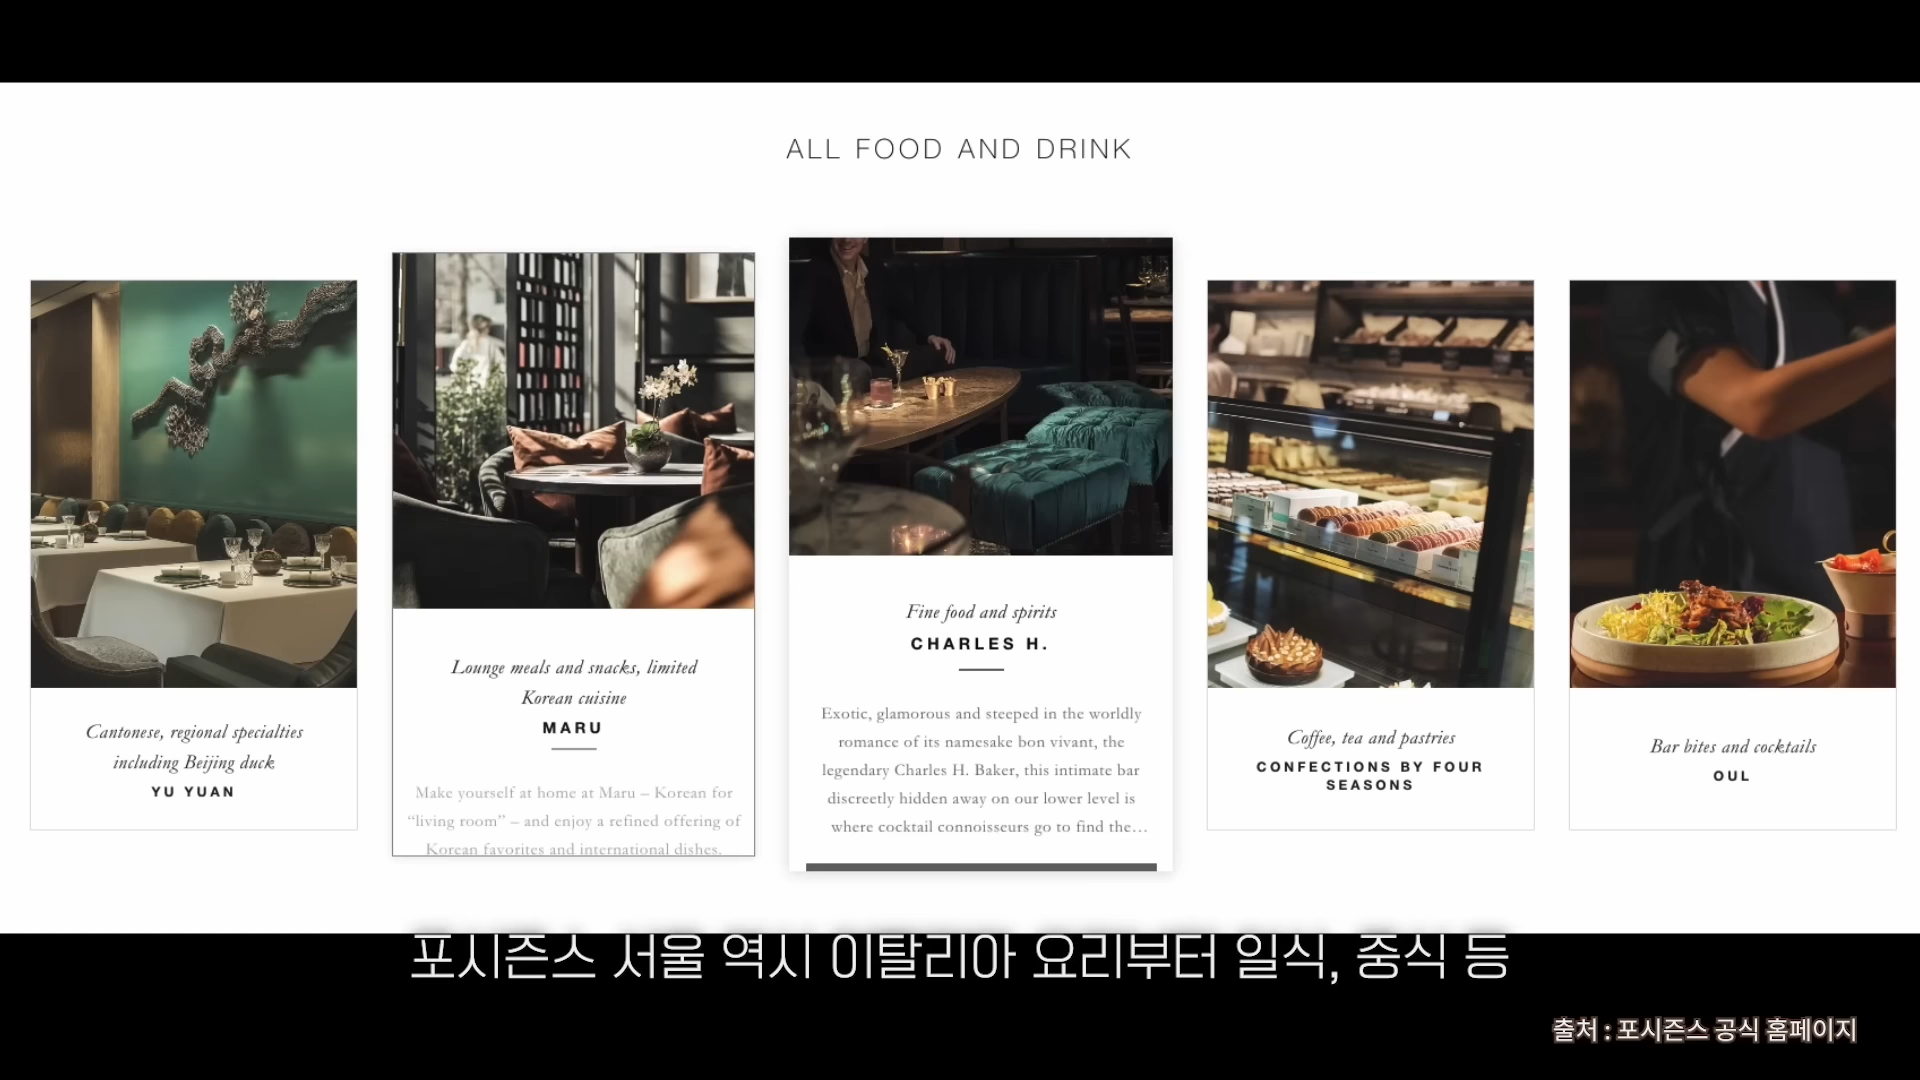 ALL FOOD AND DRINK
Cantonese, regional specialties
including Beijing duck
YU YUAN
Lounge meals and snacks, limited
Korean cuisine
MARU
Make yourself at home at Maru – Korean for
“living room” – and enjoy a refined offering of
Korean favorites and international dishes.
Fine food and spirits
CHARLES H.
Exotic, glamorous and steeped in the worldly
romance of its namesake bon vivant, the
legendary Charles H. Baker, this intimate bar
discreetly hidden away on our lower level is
where cocktail connoisseurs go to find the…
Coffee, tea and pastries
CONFECTIONS BY FOUR
SEASONS
Bar bites and cocktails
OUL
포시즌스 서울 역시 이탈리아 요리부터 일식, 중식 등
출처 : 포시즌스 공식 홈페이지